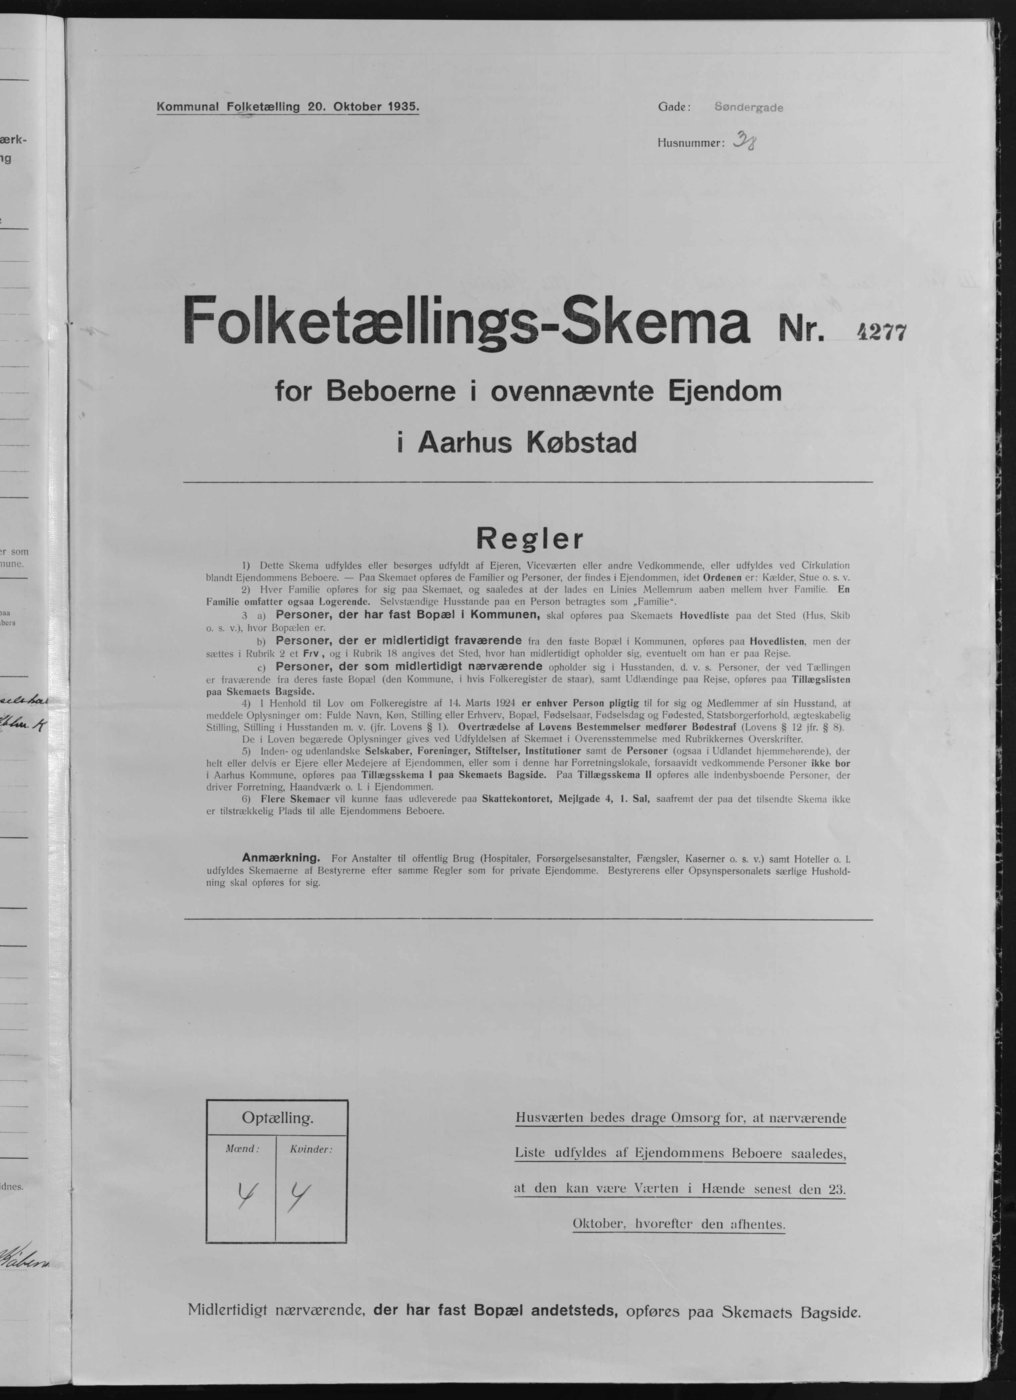 Kommunal Folketælling 20. Oktober 1935.
Gade: Søndergade
Husnummer: 38
Folketællings-Skema Nr. 4277
for Beboerne i ovennævnte Ejendom
i Aarhus Købstad
Regler
1) Dette Skema udfyldes eller besørges udfyldt af Ejeren, Viceværten eller andre Vedkommende, eller udfyldes ved Cirkulation
blandt Ejendommens Beboere. — Paa Skemaet opføres de Familier og Personer, der findes i Ejendommen, idet Ordenen er: Kælder, Stue o. s. v.
2) Hver Familie opføres for sig paa Skemaet, og saaledes at der lades en Linies Mellemrum aaben mellem hver Familie. En
Familie omfatter ogsaa Logerende. Selvstændige Husstande paa en Person betragtes som „Familie“.
3 a) Personer, der har fast Bopæl i Kommunen, skal opføres paa Skemaets Hovedliste paa det Sted (Hus, Skib
o. s. v.), hvor Bopælen er.
b) Personer, der er midlertidigt fraværende fra den faste Bopæl i Kommunen, opføres paa Hovedlisten, men der
sættes i Rubrik 2 et Frv, og i Rubrik 18 angives det Sted, hvor han midlertidigt opholder sig, eventuelt om han er paa Rejse.
c) Personer, der som midlertidigt nærværende opholder sig i Husstanden, d. v. s. Personer, der ved Tællingen
er fraværende fra deres faste Bopæl (den Kommune, i hvis Folkeregister de staar), samt Udlændinge paa Rejse, opføres paa Tillægslisten
paa Skemaets Bagside.
4) I Henhold til Lov om Folkeregistre af 14. Marts 1924 er enhver Person pligtig til for sig og Medlemmer af sin Husstand, at
meddele Oplysninger om: Fulde Navn, Køn, Stilling eller Erhverv, Bopæl, Fødselsaar, Fødselsdag og Fødested, Statsborgerforhold, ægteskabelig
Stilling, Stilling i Husstanden m. v. (jfr. Lovens § 1). Overtrædelse af Lovens Bestemmelser medfører Bødestraf (Lovens § 12 jfr. § 8).
De i Loven begærede Oplysninger gives ved Udfyldelsen af Skemaet i Overensstemmelse med Rubrikkernes Overskrifter.
5) Inden- og udenlandske Selskaber, Foreninger, Stiftelser, Institutioner samt de Personer (ogsaa i Udlandet hjemmehørende), der
helt eller delvis er Ejere eller Medejere af Ejendommen, eller som i denne har Forretningslokale, forsaavidt vedkommende Personer ikke bor
i Aarhus Kommune, opføres paa Tillægsskema I paa Skemaets Bagside. Paa Tillægsskema II opføres alle indenbysboende Personer, der
driver Forretning, Haandværk o. l. i Ejendommen.
6) Flere Skemaer vil kunne faas udleverede paa Skattekontoret, Mejlgade 4, 1. Sal, saafremt der paa det tilsendte Skema ikke
er tilstrækkelig Plads til alle Ejendommens Beboere.
Anmærkning. For Anstalter til offentlig Brug (Hospitaler, Forsorgelsesanstalter, Fængsler, Kaserner o. s. v.) samt Hoteller o. l.
udfyldes Skemaerne af Bestyrerne efter samme Regler som for private Ejendomme. Bestyrerens eller Opsynspersonalets særlige Hushold-
ning skal opføres for sig.
Optælling.
Mænd: Kvinder:
4 4
Husværten bedes drage Omsorg for, at nærværende
Liste udfyldes af Ejendommens Beboere saaledes,
at den kan være Værten i Hænde senest den 23.
Oktober, hvorefter den afhentes.
Midlertidigt nærværende, der har fast Bopæl andetsteds, opføres paa Skemaets Bagside.